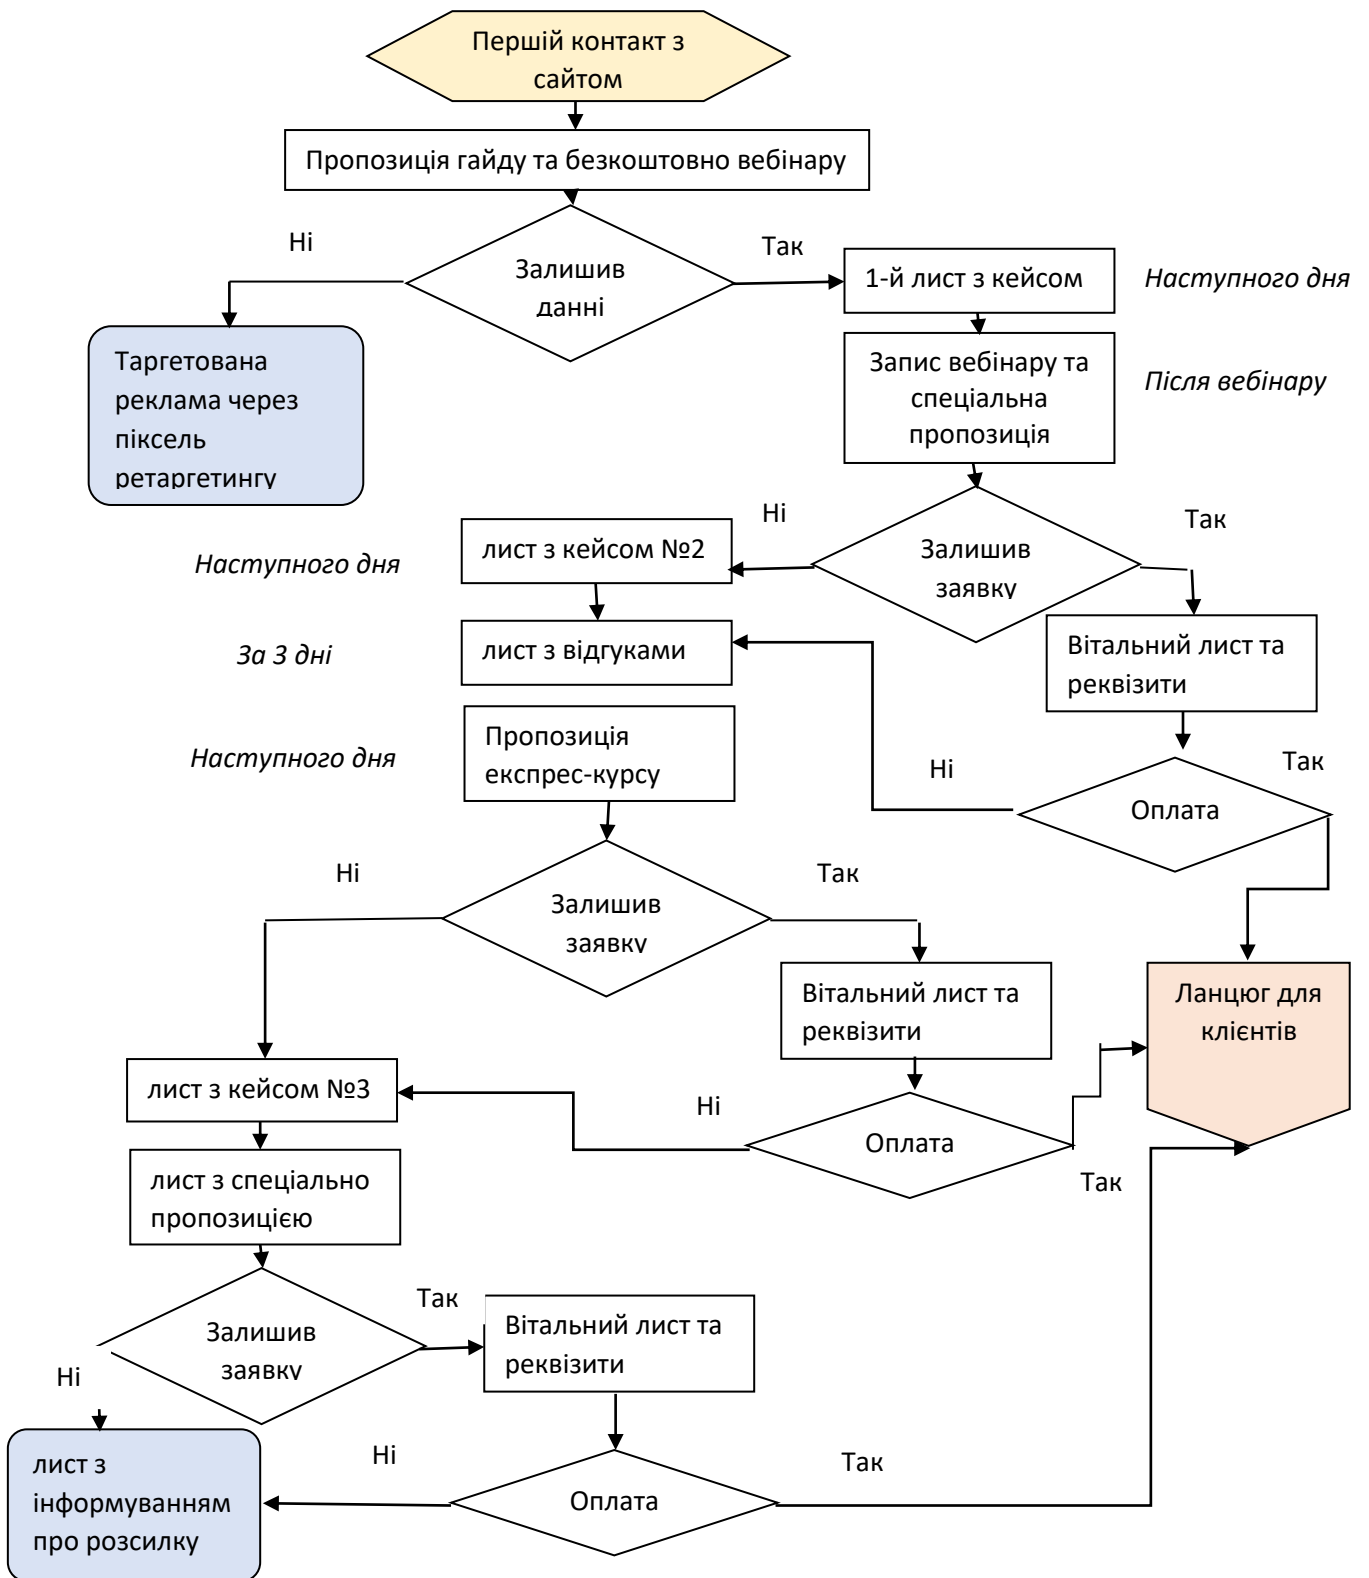 Першій контакт з
сайтом
Пропозиція гайду та безкоштовно вебінару
Ні
Так
Залишив
данні
1-й лист з кейсом
Наступного дня
Таргетована
реклама через
піксель
ретаргетингу
Запис вебінару та
спеціальна
пропозиція
Після вебінару
Ні
Так
Залишив
заявку
лист з кейсом №2
Наступного дня
лист з відгуками
За 3 дні
Вітальний лист та
реквізити
Пропозиція
експрес-курсу
Наступного дня
Ні
Так
Оплата
Ні
Так
Залишив
заявку
Вітальний лист та
реквізити
Ланцюг для
клієнтів
лист з кейсом №3
Ні
Оплата
Так
лист з спеціально
пропозицією
Так
Залишив
заявку
Ні
Вітальний лист та
реквізити
лист з
інформуванням
про розсилку
Ні
Оплата
Так